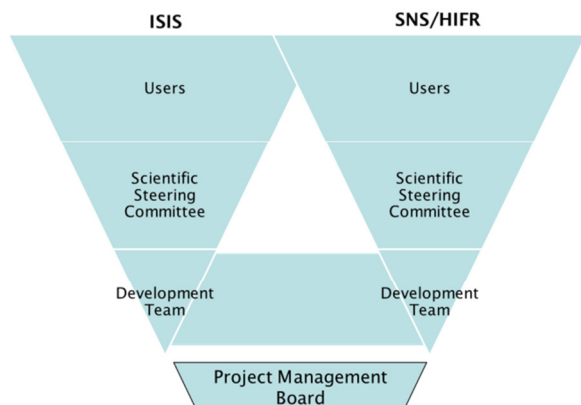 ISIS
SNS/HIFR
Users
Users
Scientific
Steering
Committee
Scientific
Steering
Committee
Development
Team
Development
Team
Project Management
Board